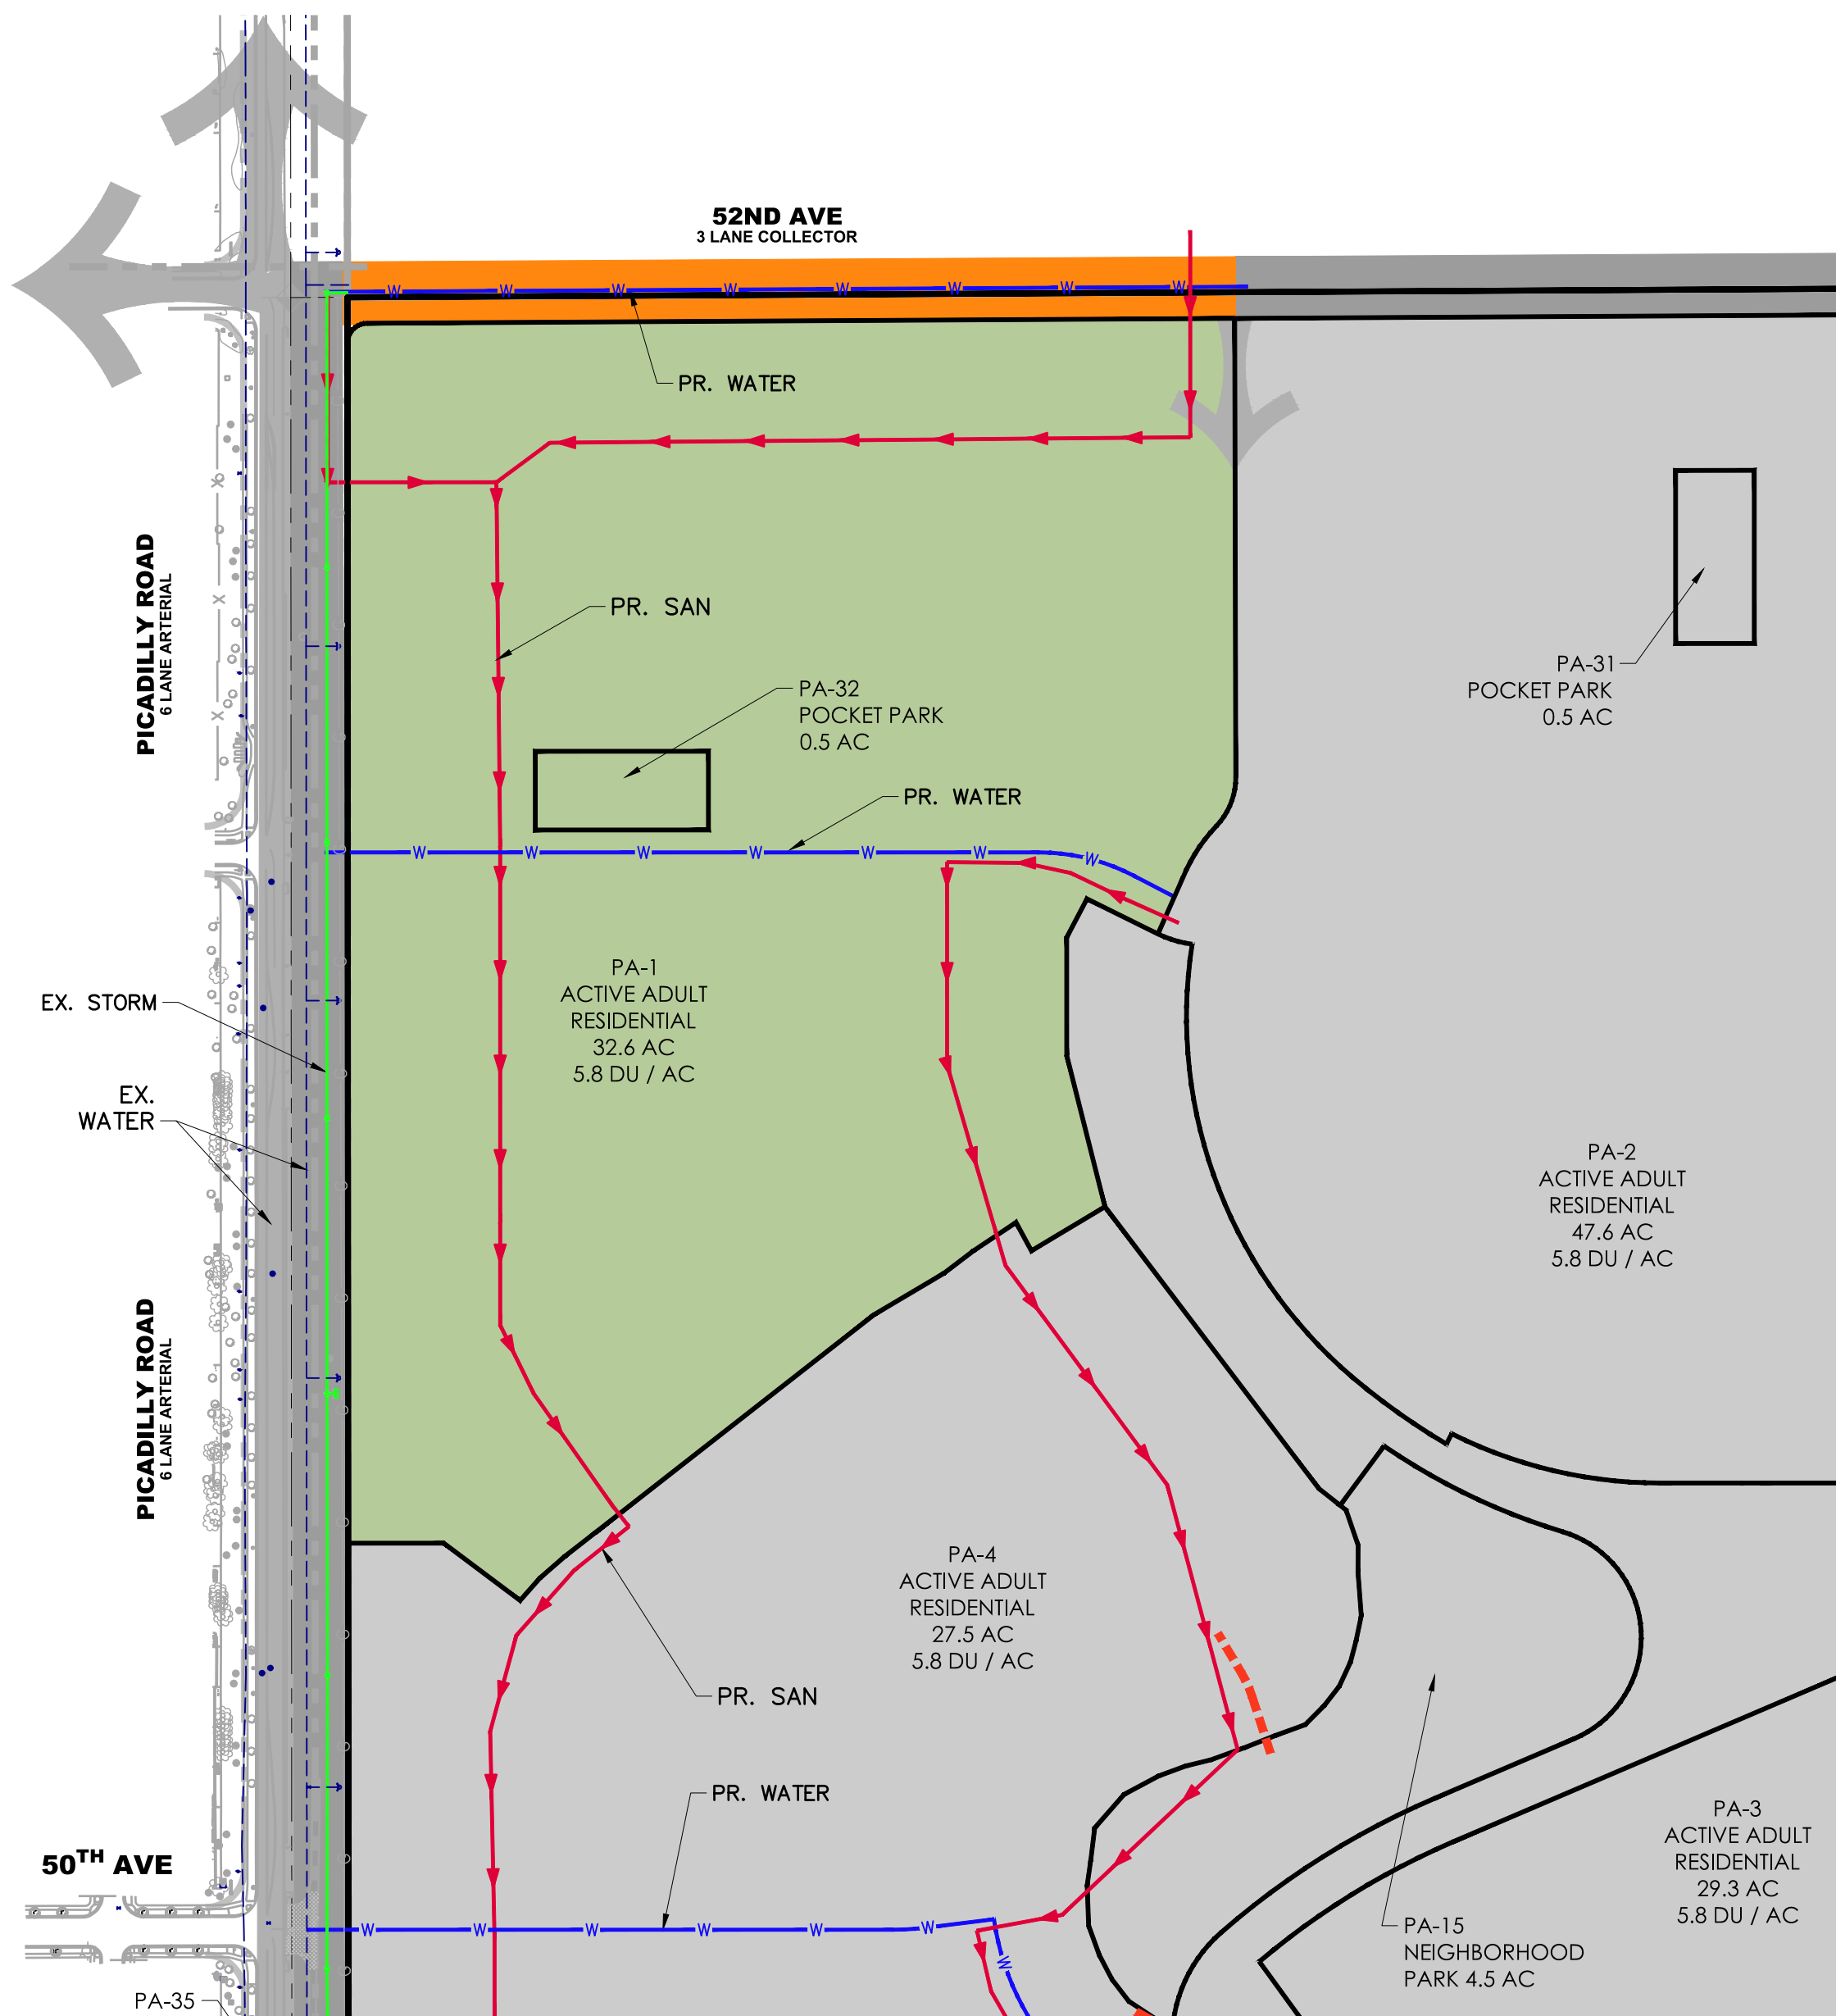 52ND AVE
3 LANE COLLECTOR
W W W W W W W W
PR. WATER
PICADILLY ROAD
6 LANE ARTERIAL
PR. SAN
PA-31
POCKET PARK
0.5 AC
PA-32
POCKET PARK
0.5 AC
PR. WATER
W W W W W W W
PA-1
ACTIVE ADULT
RESIDENTIAL
32.6 AC
5.8 DU / AC
EX. STORM
EX.
WATER
PA-2
ACTIVE ADULT
RESIDENTIAL
47.6 AC
5.8 DU / AC
PICADILLY ROAD
6 LANE ARTERIAL
PA-4
ACTIVE ADULT
RESIDENTIAL
27.5 AC
5.8 DU / AC
PR. SAN
PR. WATER
PA-3
ACTIVE ADULT
RESIDENTIAL
29.3 AC
5.8 DU / AC
50TH AVE
W W W W W W W
PA-15
NEIGHBORHOOD
PARK 4.5 AC
PA-35